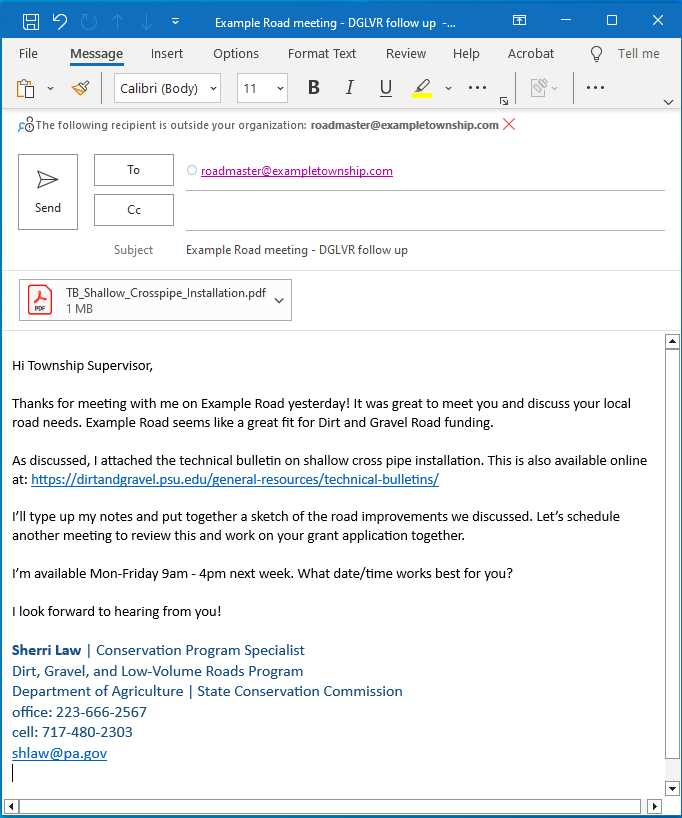 Example Road meeting - DGLVR follow up -...
File Message Insert Options Format Text Review Help Acrobat Tell me
Calibri (Body) 11 B I U
The following recipient is outside your organization: roadmaster@exampletownship.com
Send
To
roadmaster@exampletownship.com
Cc
Subject
Example Road meeting - DGLVR follow up
PDF
TB_Shallow_Crosspipe_Installation.pdf
1 MB
Hi Township Supervisor,
Thanks for meeting with me on Example Road yesterday! It was great to meet you and discuss your local
road needs. Example Road seems like a great fit for Dirt and Gravel Road funding.
As discussed, I attached the technical bulletin on shallow cross pipe installation. This is also available online
at: https://dirtandgravel.psu.edu/general-resources/technical-bulletins/
I’ll type up my notes and put together a sketch of the road improvements we discussed. Let’s schedule
another meeting to review this and work on your grant application together.
I’m available Mon-Friday 9am - 4pm next week. What date/time works best for you?
I look forward to hearing from you!
Sherri Law | Conservation Program Specialist
Dirt, Gravel, and Low-Volume Roads Program
Department of Agriculture | State Conservation Commission
office: 223-666-2567
cell: 717-480-2303
shlaw@pa.gov